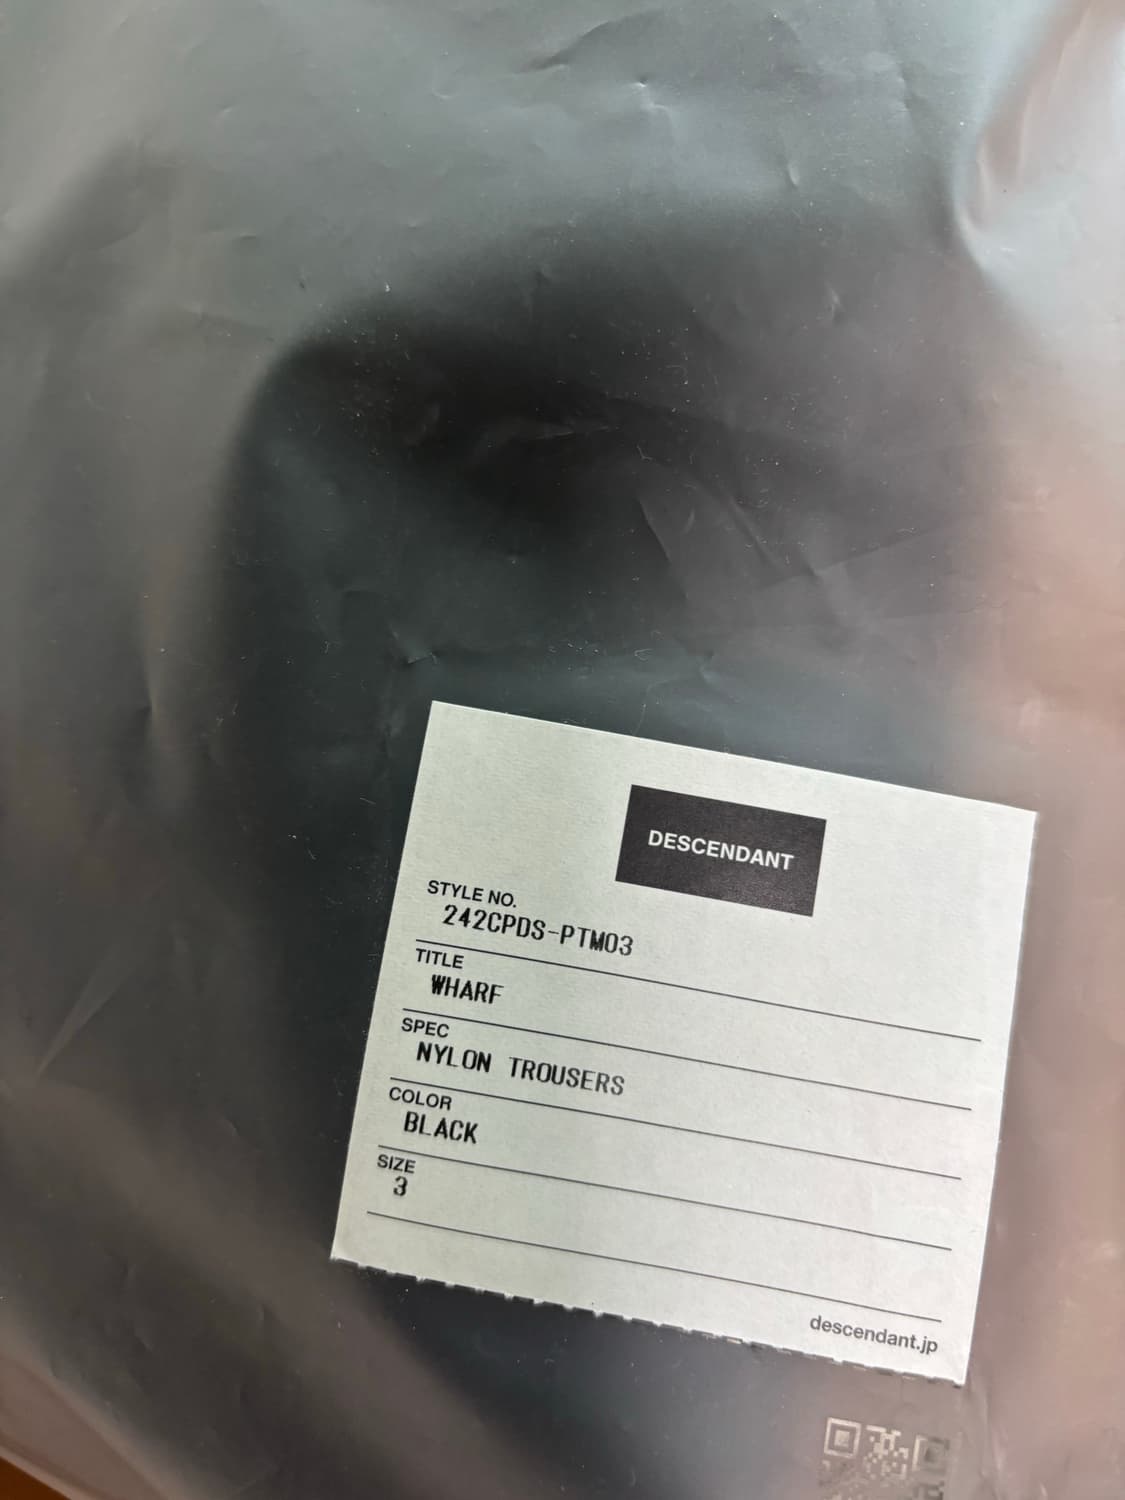 DESCENDANT
STYLE NO.
242CPDS-PTM03
TITLE
WHARF
SPEC
NYLON TROUSERS
COLOR
BLACK
SIZE
3
descendant.jp